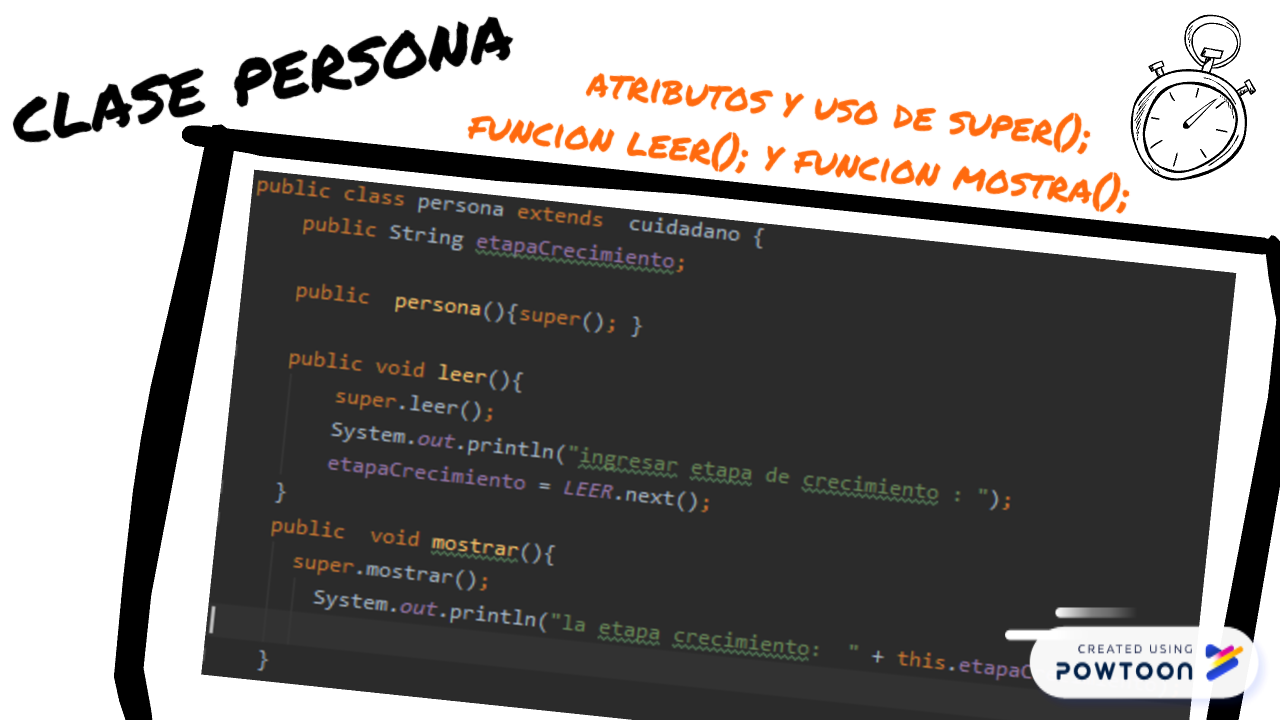 CLASE PERSONA
ATRIBUTOS Y USO DE SUPER();
FUNCION LEER(); Y FUNCION MOSTRA();
public class persona extends  cuidadano {
public String etapaCrecimiento;
public  persona(){super(); }
public void leer(){
super.leer();
System.out.println("ingresar etapa de crecimiento : ");
etapaCrecimiento = LEER.next();
}
public  void mostrar(){
super.mostrar();
System.out.println("la etapa crecimiento:  " + this.etapaC
}
CREATED USING
POWTOON